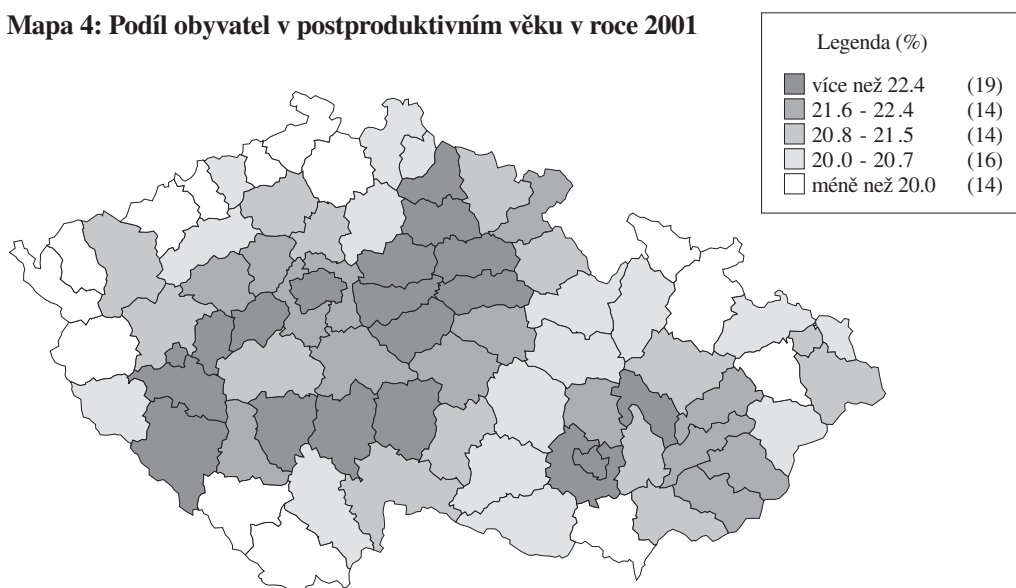 Mapa 4: Podíl obyvatel v postproduktivním věku v roce 2001
Legenda (%)
více než 22.4 (19)
21.6 - 22.4 (14)
20.8 - 21.5 (14)
20.0 - 20.7 (16)
méně než 20.0 (14)